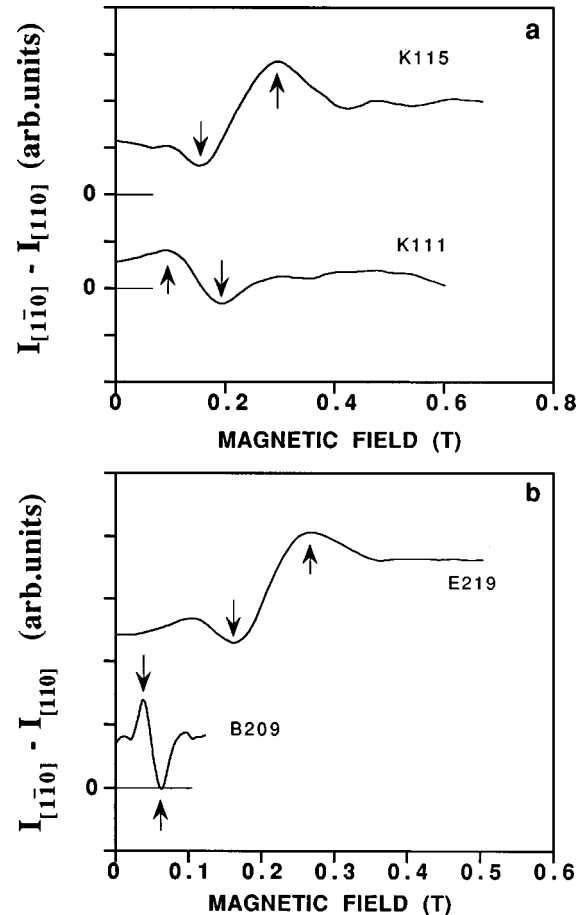 a
K115
K111
I[11̄0] - I[110] (arb.units)
0
0
0 0.2 0.4 0.6 0.8
MAGNETIC FIELD (T)
b
E219
B209
I[11̄0] - I[110] (arb.units)
0
0 0.1 0.2 0.3 0.4 0.5 0.6
MAGNETIC FIELD (T)